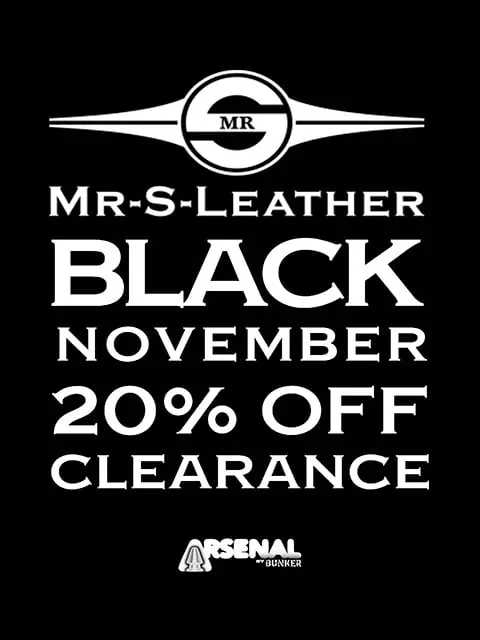 MR
MR-S-LEATHER
BLACK
NOVEMBER
20% OFF
CLEARANCE
ARSENAL
BY BUNKER